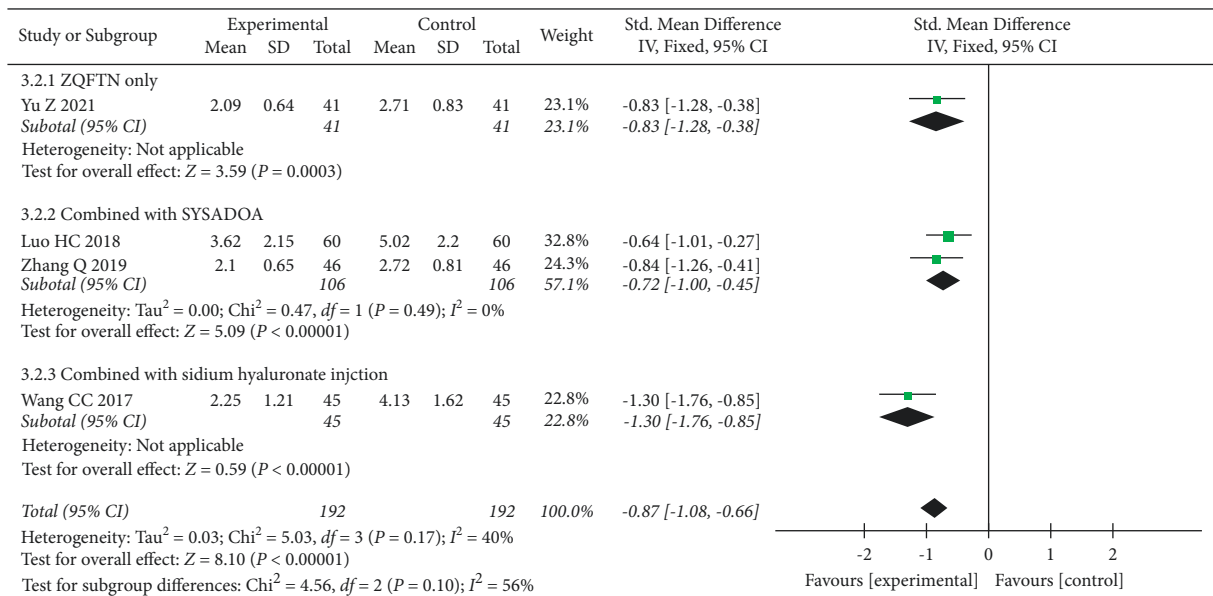 Study or Subgroup Experimental Control Weight Std. Mean Difference Std. Mean Difference
Mean SD Total Mean SD Total IV, Fixed, 95% CI IV, Fixed, 95% CI
3.2.1 ZQFTN only
Yu Z 2021 2.09 0.64 41 2.71 0.83 41 23.1% -0.83 [-1.28, -0.38]
Subotal (95% CI) 41 41 23.1% -0.83 [-1.28, -0.38]
Heterogeneity: Not applicable
Test for overall effect: Z = 3.59 (P = 0.0003)
3.2.2 Combined with SYSADOA
Luo HC 2018 3.62 2.15 60 5.02 2.2 60 32.8% -0.64 [-1.01, -0.27]
Zhang Q 2019 2.1 0.65 46 2.72 0.81 46 24.3% -0.84 [-1.26, -0.41]
Subotal (95% CI) 106 106 57.1% -0.72 [-1.00, -0.45]
Heterogeneity: Tau² = 0.00; Chi² = 0.47, df = 1 (P = 0.49); I² = 0%
Test for overall effect: Z = 5.09 (P < 0.00001)
3.2.3 Combined with sidium hyaluronate injction
Wang CC 2017 2.25 1.21 45 4.13 1.62 45 22.8% -1.30 [-1.76, -0.85]
Subotal (95% CI) 45 45 22.8% -1.30 [-1.76, -0.85]
Heterogeneity: Not applicable
Test for overall effect: Z = 0.59 (P < 0.00001)
Total (95% CI) 192 192 100.0% -0.87 [-1.08, -0.66]
Heterogeneity: Tau² = 0.03; Chi² = 5.03, df = 3 (P = 0.17); I² = 40%
Test for overall effect: Z = 8.10 (P < 0.00001)
Test for subgroup differences: Chi² = 4.56, df = 2 (P = 0.10); I² = 56%
-2 -1 0 1 2
Favours [experimental] Favours [control]